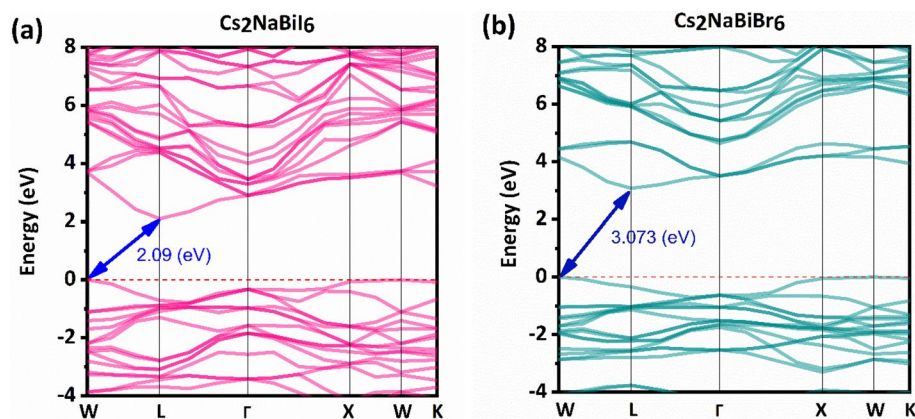 (a)
Cs2NaBiI6
Energy (eV)
8
6
4
2
0
-2
-4
2.09 (eV)
W L Γ X W K
(b)
Cs2NaBiBr6
Energy (eV)
8
6
4
2
0
-2
-4
3.073 (eV)
W L Γ X W K